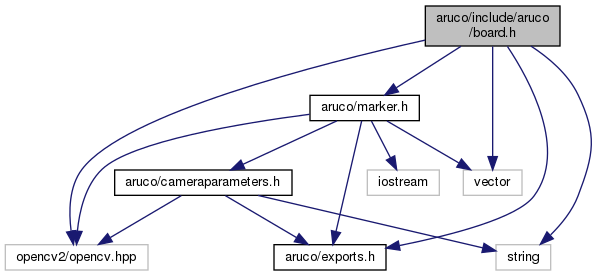 aruco/include/aruco
/board.h
aruco/marker.h
aruco/cameraparameters.h
iostream
vector
opencv2/opencv.hpp
aruco/exports.h
string